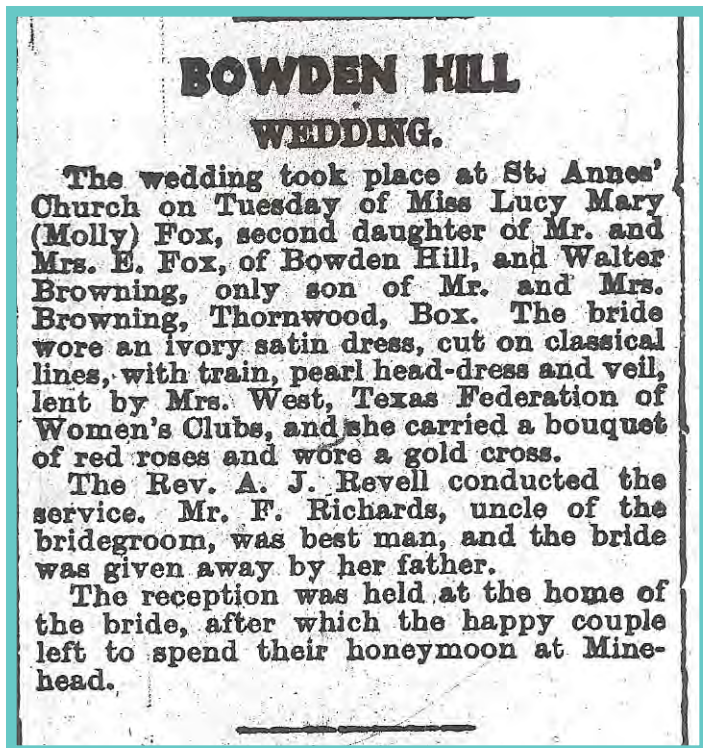 BOWDEN HILL
WEDDING.
The wedding took place at St. Annes'
Church on Tuesday of Miss Lucy Mary
(Molly) Fox, second daughter of Mr. and
Mrs. E. Fox, of Bowden Hill, and Walter
Browning, only son of Mr. and Mrs.
Browning, Thornwood, Box. The bride
wore an ivory satin dress, cut on classical
lines, with train, pearl head-dress and veil,
lent by Mrs. West, Texas Federation of
Women's Clubs, and she carried a bouquet
of red roses and wore a gold cross.
The Rev. A. J. Revell conducted the
service. Mr. F. Richards, uncle of the
bridegroom, was best man, and the bride
was given away by her father.
The reception was held at the home of
the bride, after which the happy couple
left to spend their honeymoon at Mine-
head.